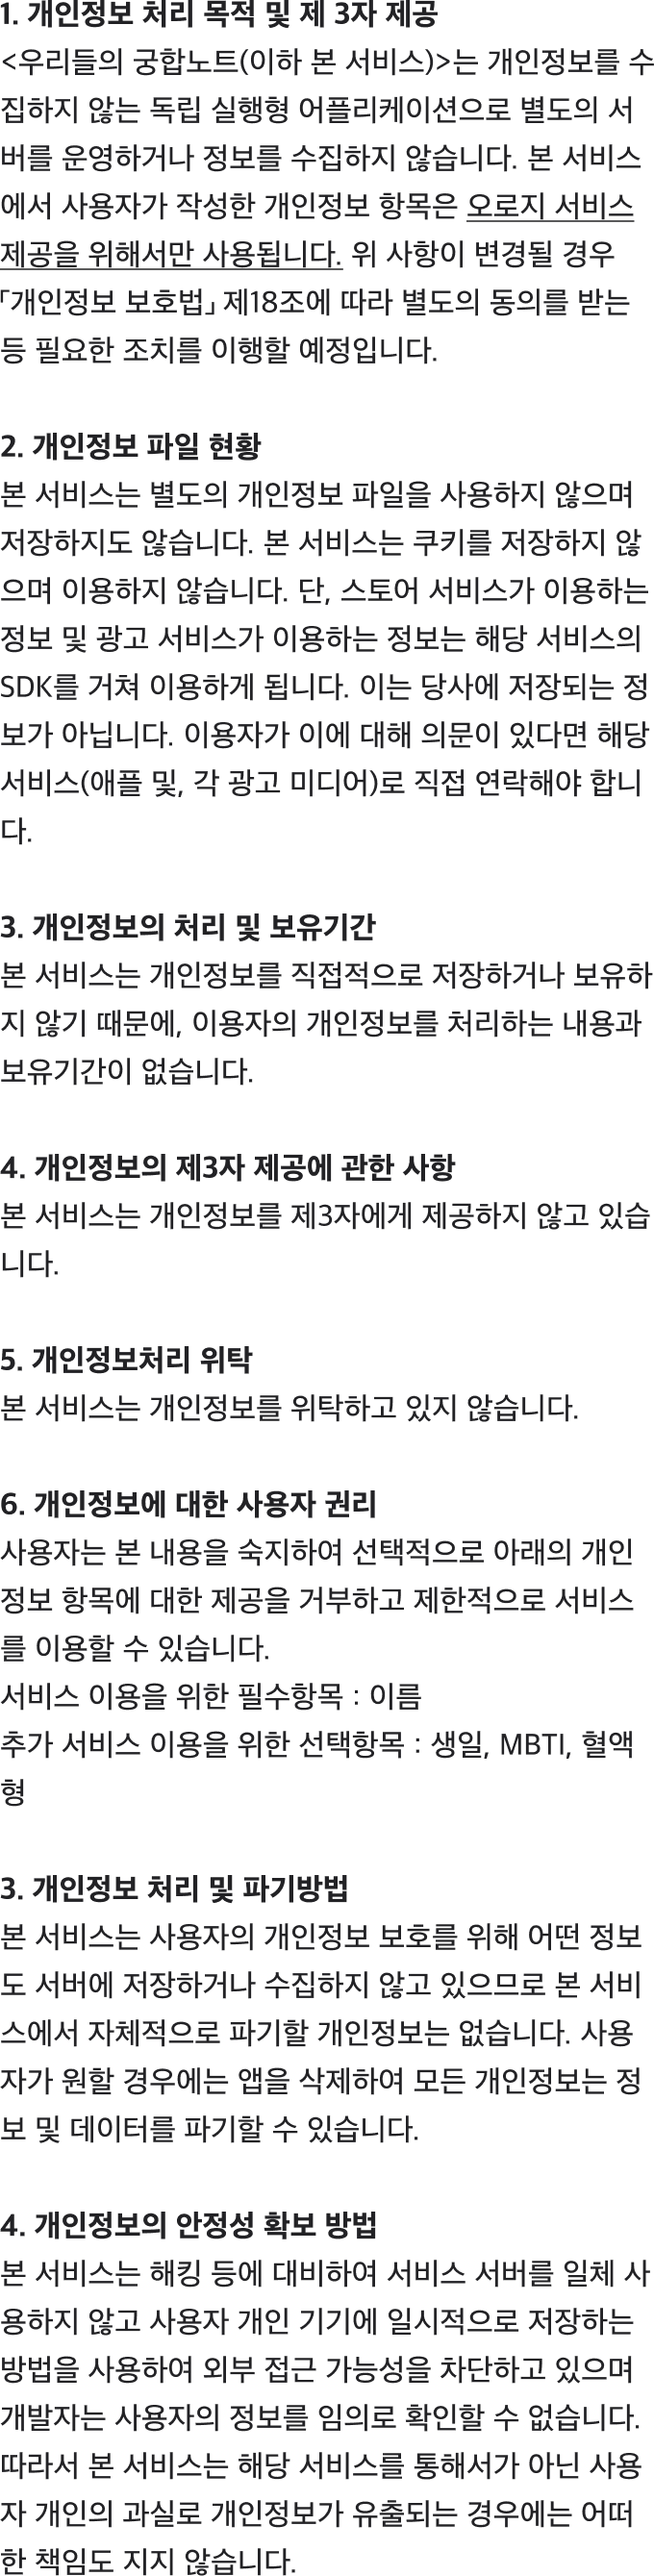 1. 개인정보 처리 목적 및 제 3자 제공
<우리들의 궁합노트(이하 본 서비스)>는 개인정보를 수
집하지 않는 독립 실행형 어플리케이션으로 별도의 서
버를 운영하거나 정보를 수집하지 않습니다. 본 서비스
에서 사용자가 작성한 개인정보 항목은 오로지 서비스
제공을 위해서만 사용됩니다. 위 사항이 변경될 경우
「개인정보 보호법」 제18조에 따라 별도의 동의를 받는
등 필요한 조치를 이행할 예정입니다.
2. 개인정보 파일 현황
본 서비스는 별도의 개인정보 파일을 사용하지 않으며
저장하지도 않습니다. 본 서비스는 쿠키를 저장하지 않
으며 이용하지 않습니다. 단, 스토어 서비스가 이용하는
정보 및 광고 서비스가 이용하는 정보는 해당 서비스의
SDK를 거쳐 이용하게 됩니다. 이는 당사에 저장되는 정
보가 아닙니다. 이용자가 이에 대해 의문이 있다면 해당
서비스(애플 및, 각 광고 미디어)로 직접 연락해야 합니
다.
3. 개인정보의 처리 및 보유기간
본 서비스는 개인정보를 직접적으로 저장하거나 보유하
지 않기 때문에, 이용자의 개인정보를 처리하는 내용과
보유기간이 없습니다.
4. 개인정보의 제3자 제공에 관한 사항
본 서비스는 개인정보를 제3자에게 제공하지 않고 있습
니다.
5. 개인정보처리 위탁
본 서비스는 개인정보를 위탁하고 있지 않습니다.
6. 개인정보에 대한 사용자 권리
사용자는 본 내용을 숙지하여 선택적으로 아래의 개인
정보 항목에 대한 제공을 거부하고 제한적으로 서비스
를 이용할 수 있습니다.
서비스 이용을 위한 필수항목 : 이름
추가 서비스 이용을 위한 선택항목 : 생일, MBTI, 혈액
형
3. 개인정보 처리 및 파기방법
본 서비스는 사용자의 개인정보 보호를 위해 어떤 정보
도 서버에 저장하거나 수집하지 않고 있으므로 본 서비
스에서 자체적으로 파기할 개인정보는 없습니다. 사용
자가 원할 경우에는 앱을 삭제하여 모든 개인정보는 정
보 및 데이터를 파기할 수 있습니다.
4. 개인정보의 안정성 확보 방법
본 서비스는 해킹 등에 대비하여 서비스 서버를 일체 사
용하지 않고 사용자 개인 기기에 일시적으로 저장하는
방법을 사용하여 외부 접근 가능성을 차단하고 있으며
개발자는 사용자의 정보를 임의로 확인할 수 없습니다.
따라서 본 서비스는 해당 서비스를 통해서가 아닌 사용
자 개인의 과실로 개인정보가 유출되는 경우에는 어떠
한 책임도 지지 않습니다.